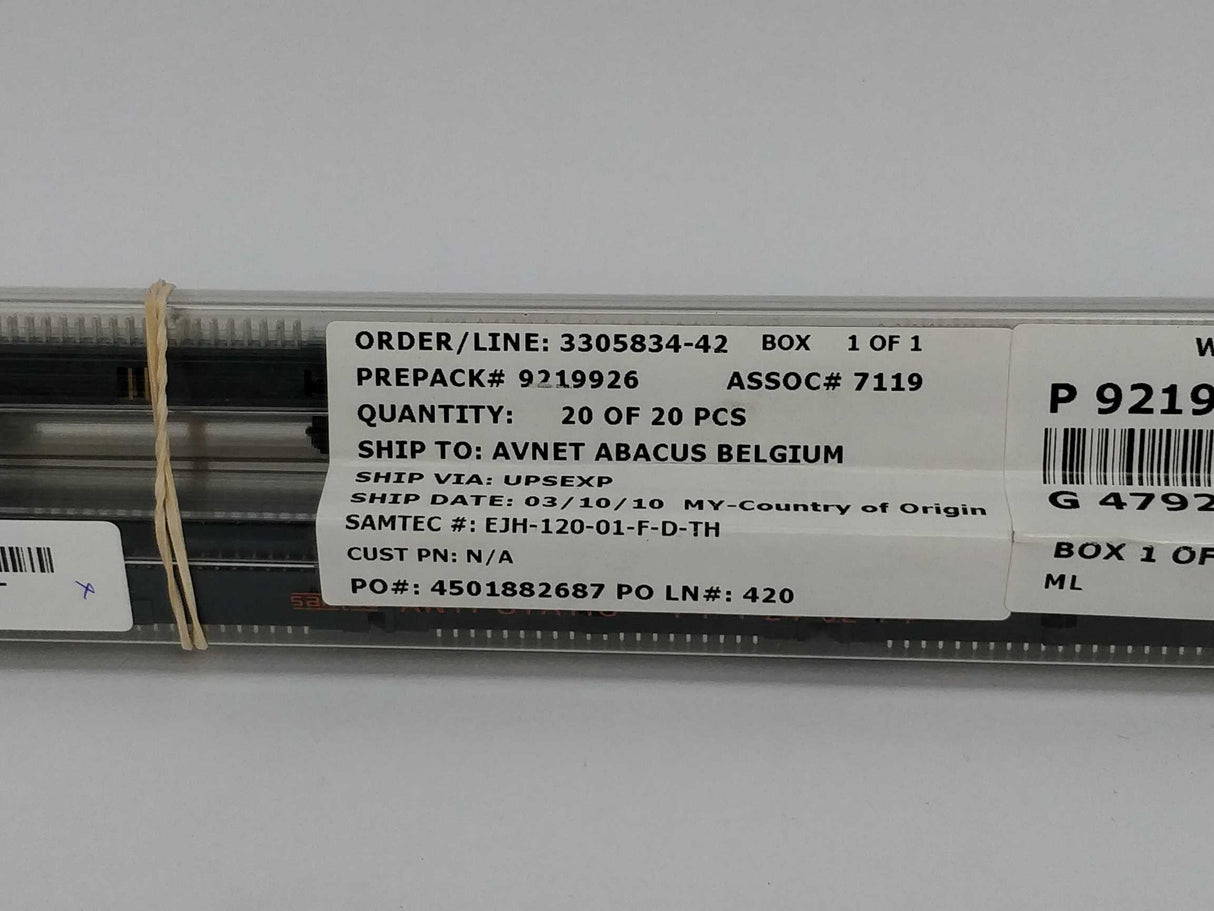 ORDER/LINE: 3305834-42 BOX 1 OF 1
PREPACK# 9219926 ASSOC# 7119
QUANTITY: 20 OF 20 PCS
SHIP TO: AVNET ABACUS BELGIUM
SHIP VIA: UPSEXP
SHIP DATE: 03/10/10 MY-Country of Origin
SAMTEC #: EJH-120-01-F-D-TH
CUST PN: N/A
PO#: 4501882687 PO LN#: 420
W
P 9219
G 4792
BOX 1 OF
ML